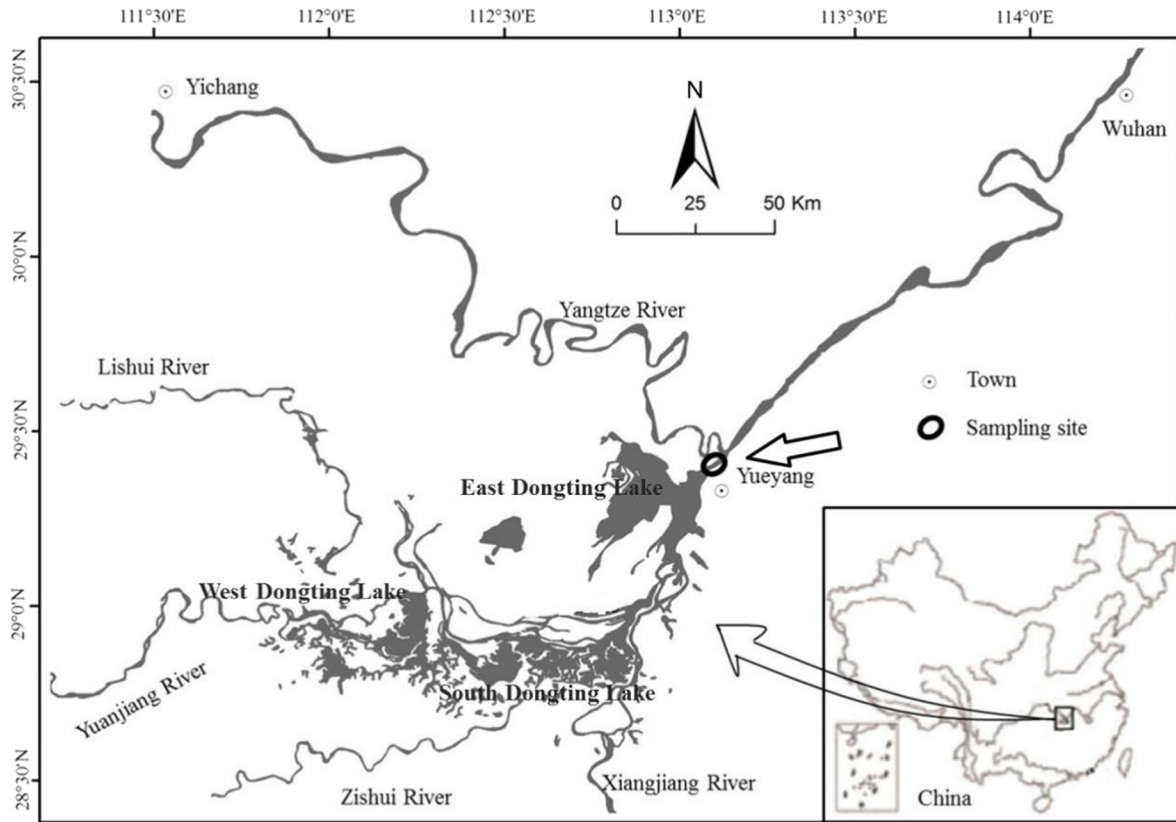 111°30'E 112°0'E 112°30'E 113°0'E 113°30'E 114°0'E
30°30'N
Yichang
N
Wuhan
0 25 50 Km
30°0'N
Yangtze River
Lishui River
Town
29°30'N
Sampling site
Yueyang
East Dongting Lake
West Dongting Lake
29°0'N
Yuanjiang River
South Dongting Lake
28°30'N
Zishui River
Xiangjiang River
China